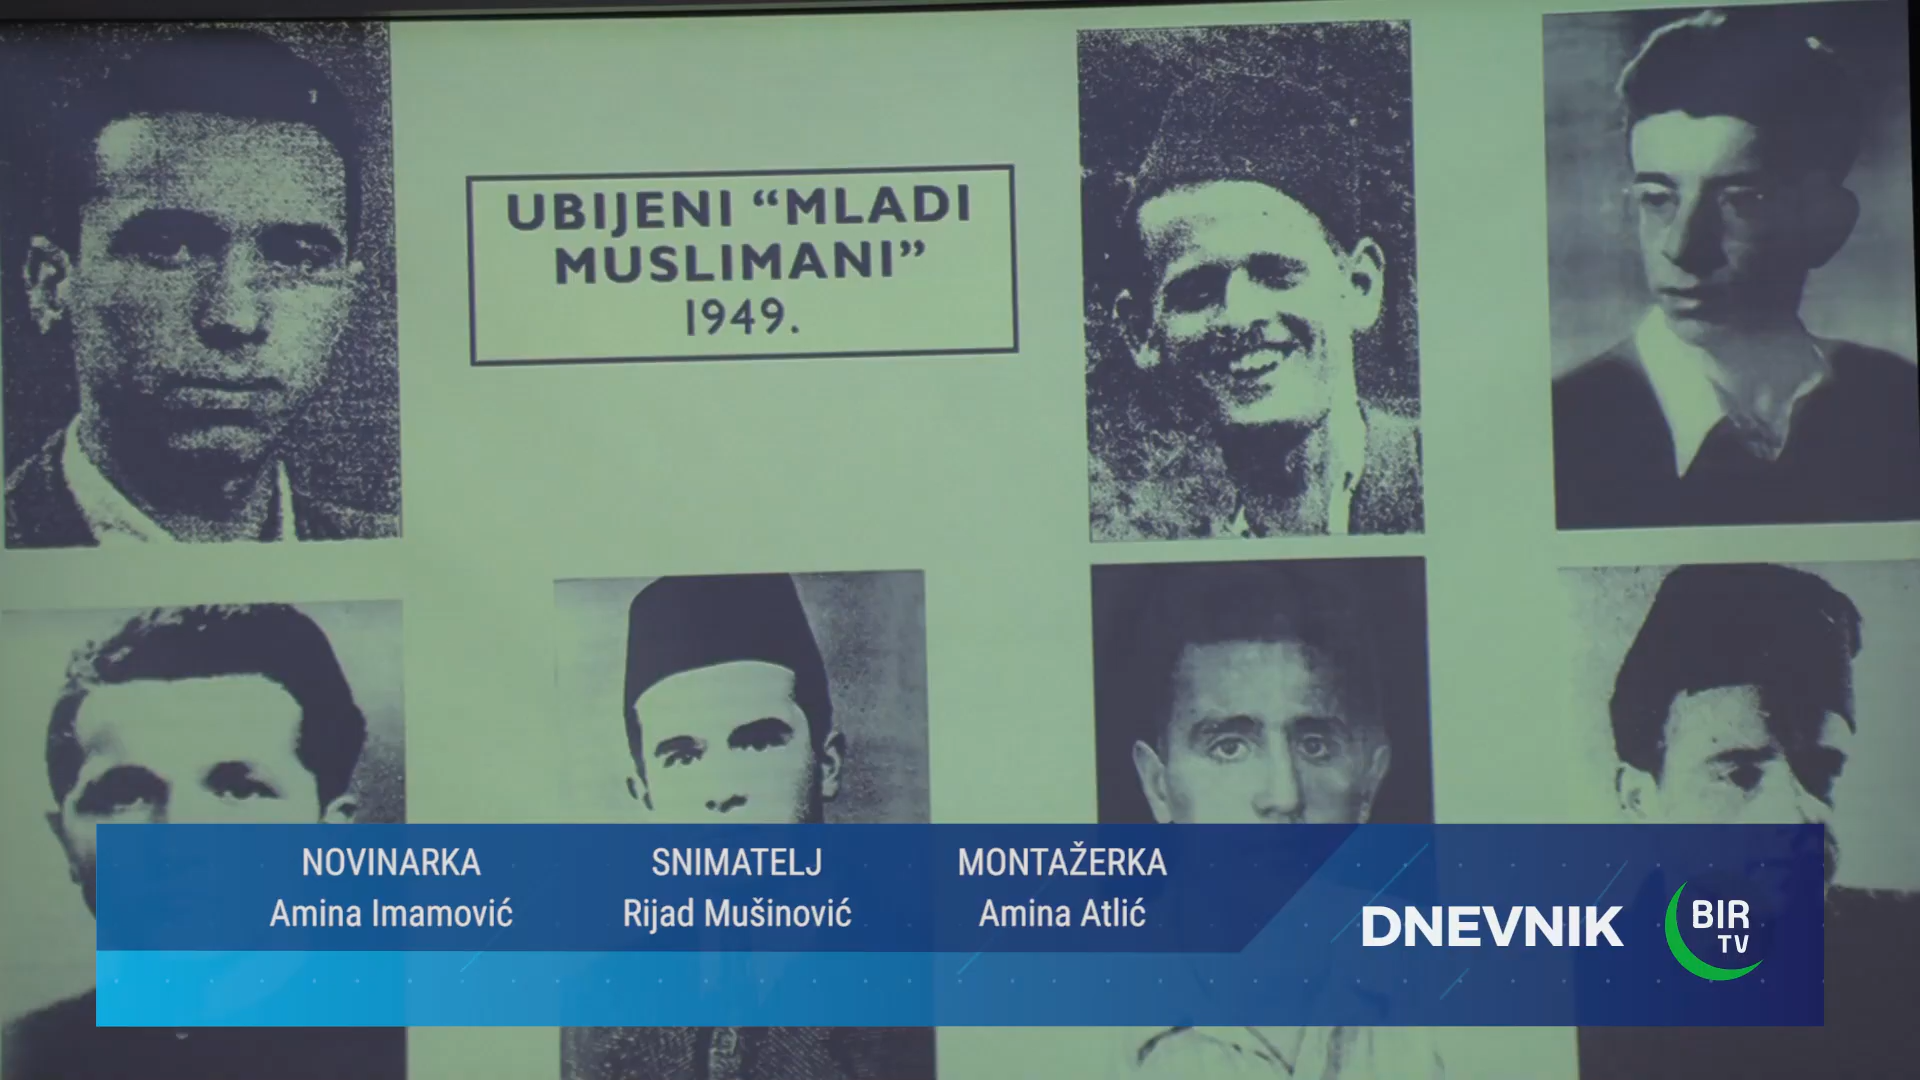 UBIJENI “MLADI
MUSLIMANI”
1949.
NOVINARKA
Amina Imamović
SNIMATELJ
Rijad Mušinović
MONTAŽERKA
Amina Atlić
DNEVNIK
BIR
TV